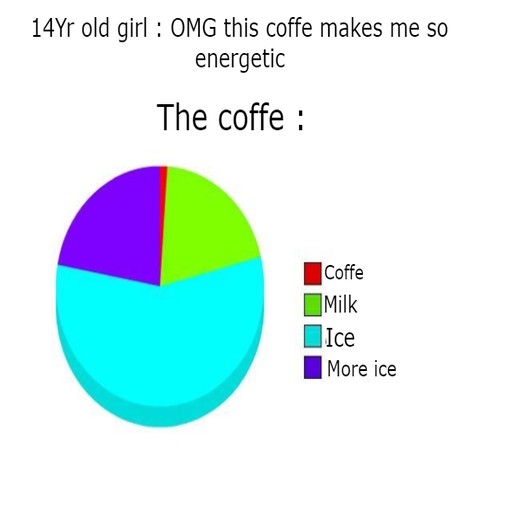 14Yr old girl : OMG this coffe makes me so
energetic
The coffe :
Coffe
Milk
Ice
More ice